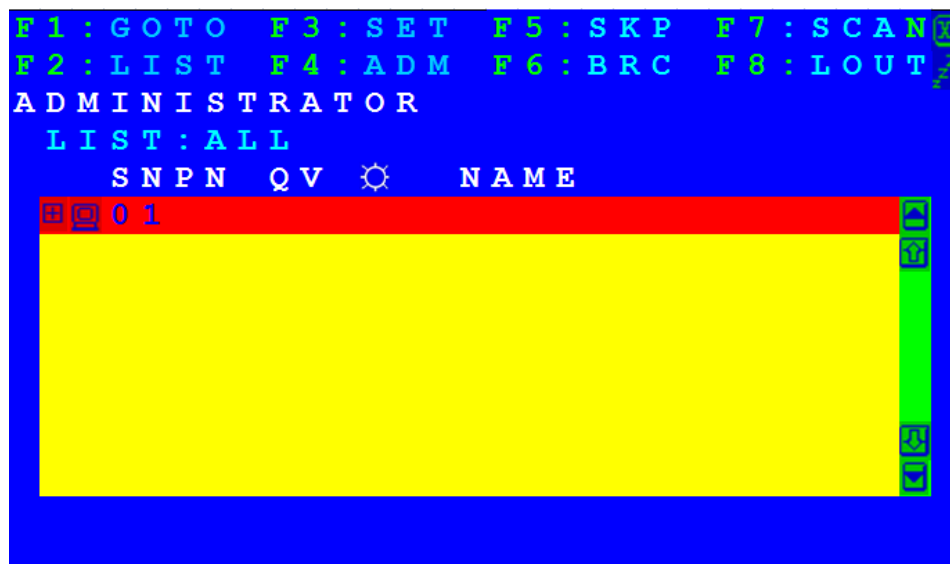 F1:GOTO F3:SET F5:SKP F7:SCAN
F2:LIST F4:ADM F6:BRC F8:LOUT
ADMINISTRATOR
LIST:ALL
SNPN QV ☼ NAME
01